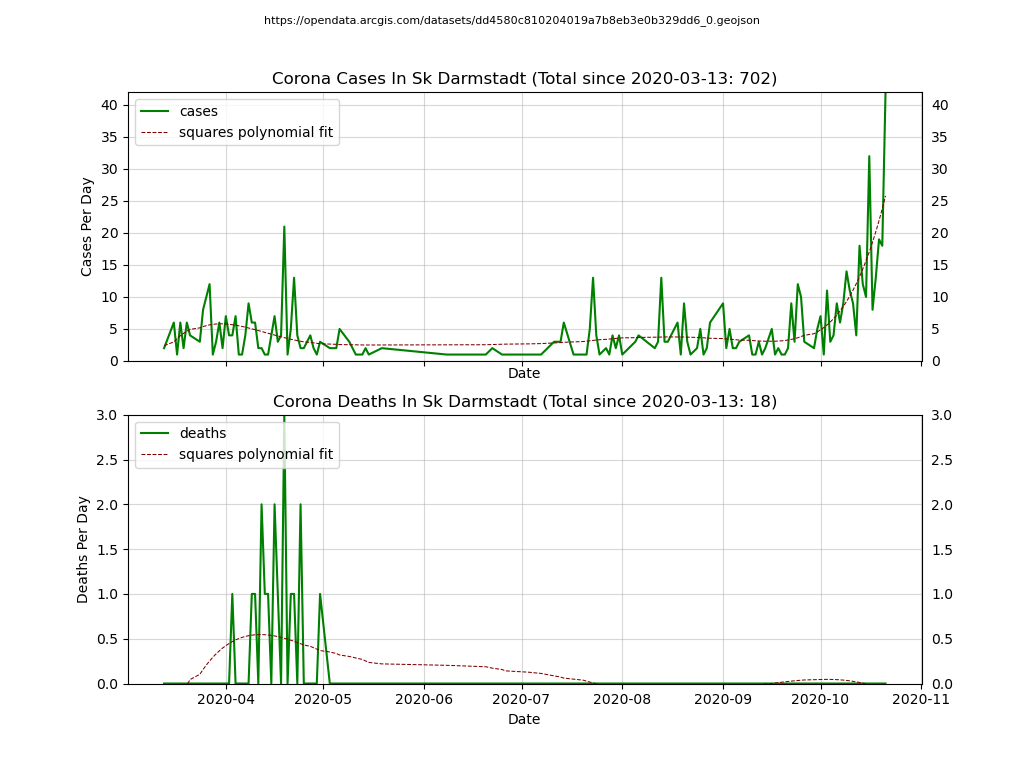 https://opendata.arcgis.com/datasets/dd4580c810204019a7b8eb3e0b329dd6_0.geojson
Corona Cases In Sk Darmstadt (Total since 2020-03-13: 702)
cases
squares polynomial fit
Cases Per Day
40 40
35 35
30 30
25 25
20 20
15 15
10 10
5 5
0 0
Date
Corona Deaths In Sk Darmstadt (Total since 2020-03-13: 18)
deaths
squares polynomial fit
Deaths Per Day
3.0 3.0
2.5 2.5
2.0 2.0
1.5 1.5
1.0 1.0
0.5 0.5
0.0 0.0
2020-04 2020-05 2020-06 2020-07 2020-08 2020-09 2020-10 2020-11
Date